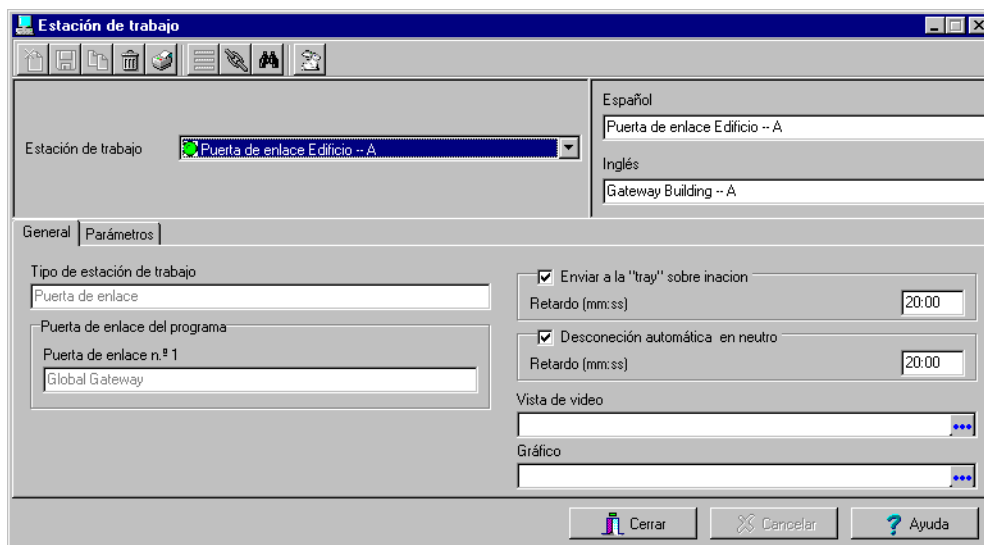 Estación de trabajo
Estación de trabajo
Puerta de enlace Edificio -- A
Español
Puerta de enlace Edificio -- A
Inglés
Gateway Building -- A
General
Parámetros
Tipo de estación de trabajo
Puerta de enlace
Puerta de enlace del programa
Puerta de enlace n.º 1
Global Gateway
Enviar a la "tray" sobre inacion
Retardo (mm:ss)
20:00
Desconeción automática en neutro
Retardo (mm:ss)
20:00
Vista de video
Gráfico
Cerrar
Cancelar
Ayuda